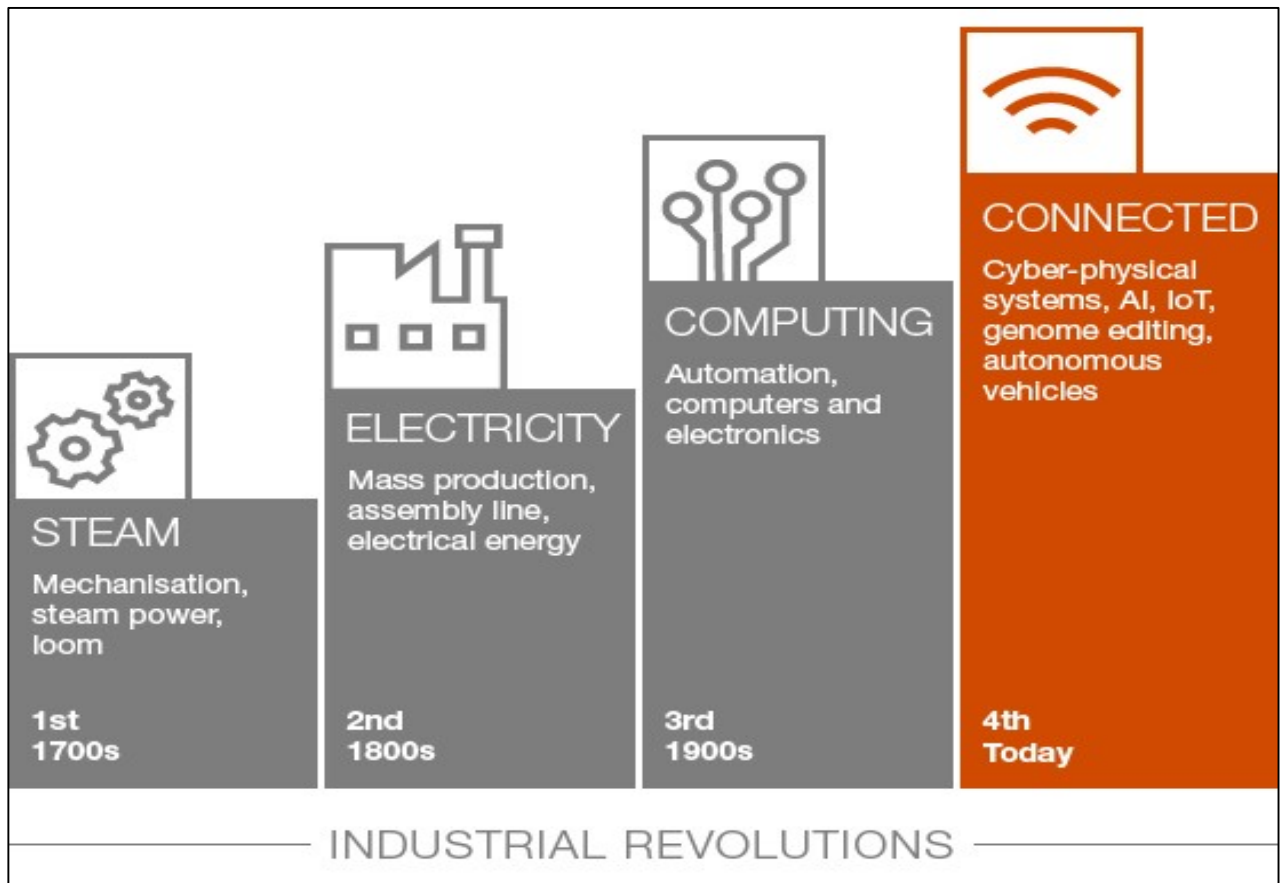 STEAM
Mechanisation,
steam power,
loom
1st
1700s
ELECTRICITY
Mass production,
assembly line,
electrical energy
2nd
1800s
COMPUTING
Automation,
computers and
electronics
3rd
1900s
CONNECTED
Cyber-physical
systems, AI, IoT,
genome editing,
autonomous
vehicles
4th
Today
INDUSTRIAL REVOLUTIONS